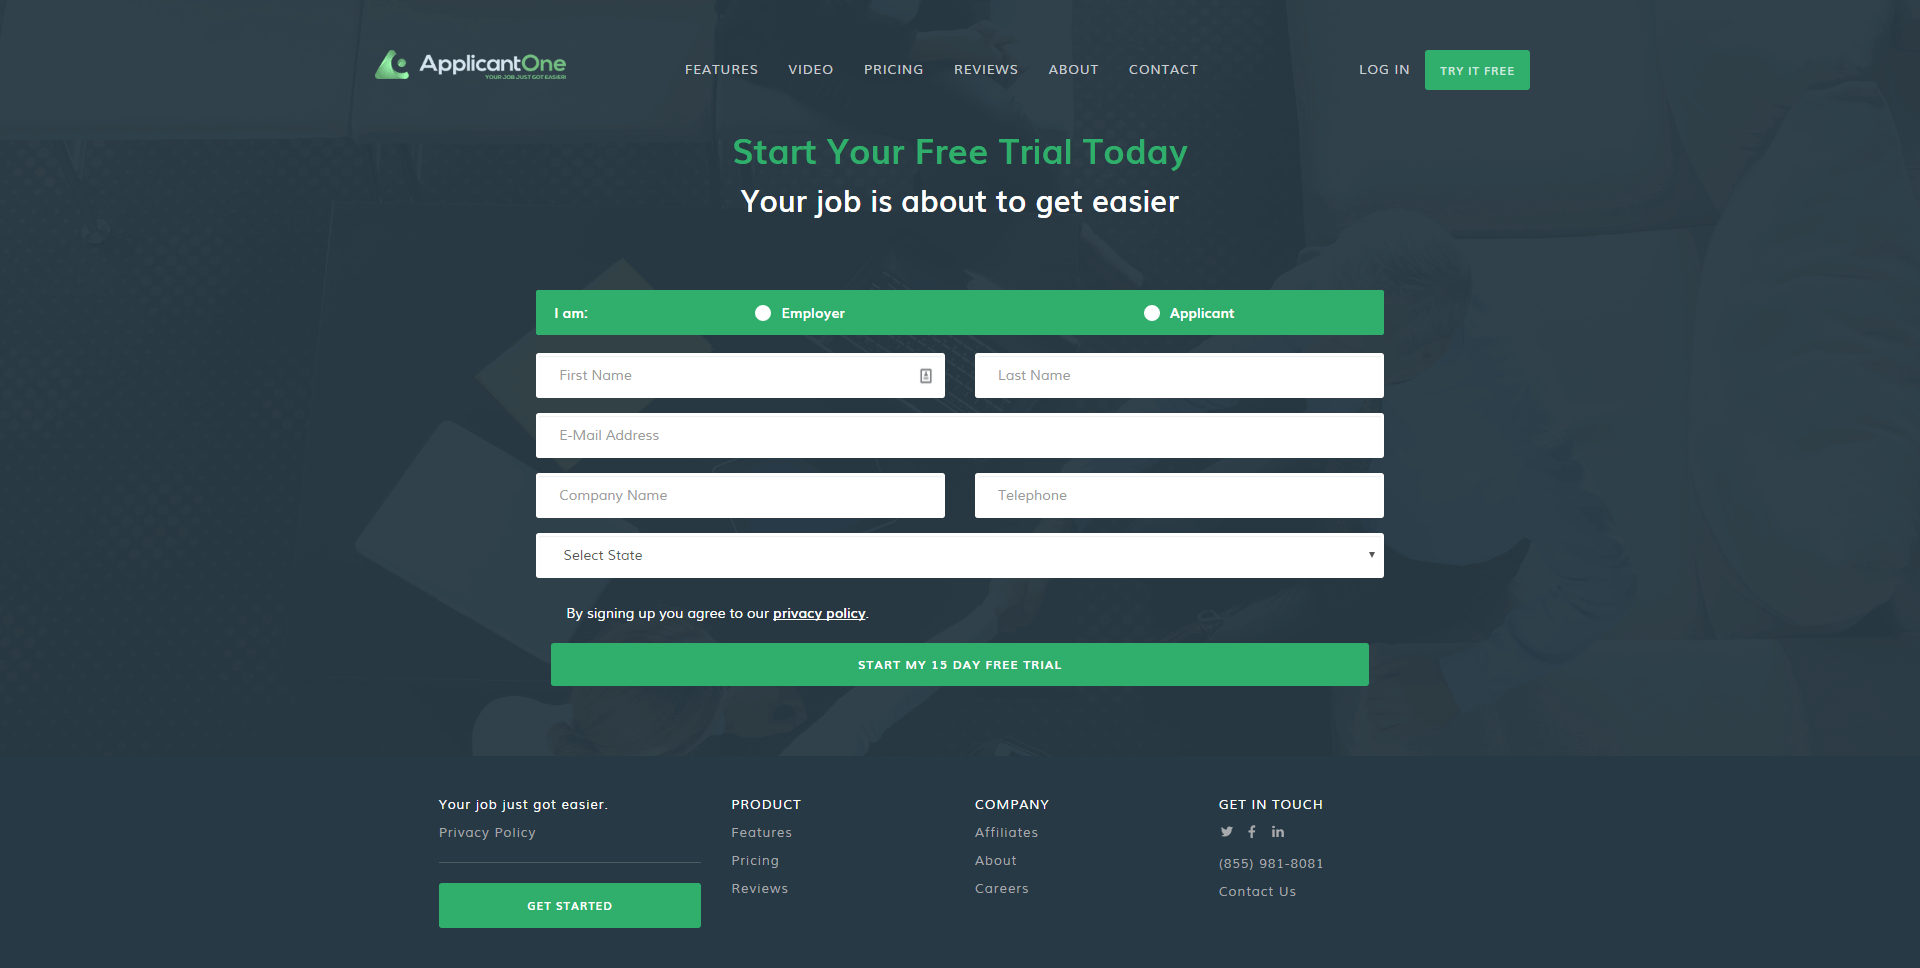 ApplicantOne
YOUR JOB JUST GOT EASIER!
FEATURES VIDEO PRICING REVIEWS ABOUT CONTACT LOG IN TRY IT FREE
Start Your Free Trial Today
Your job is about to get easier
I am: Employer Applicant
First Name Last Name
E-Mail Address
Company Name Telephone
Select State
By signing up you agree to our privacy policy.
START MY 15 DAY FREE TRIAL
Your job just got easier.
Privacy Policy
GET STARTED
PRODUCT
Features
Pricing
Reviews
COMPANY
Affiliates
About
Careers
GET IN TOUCH
(855) 981-8081
Contact Us